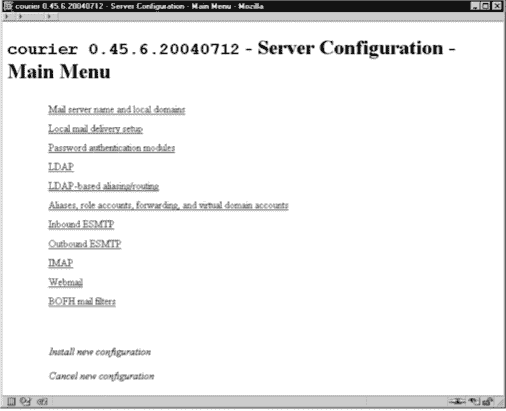 courier 0.45.6.20040712 - Server Configuration - Main Menu - Mozilla
courier 0.45.6.20040712 - Server Configuration -
Main Menu
Mail server name and local domains
Local mail delivery setup
Password authentication modules
LDAP
LDAP-based aliasing/routing
Aliases, role accounts, forwarding, and virtual domain accounts
Inbound ESMTP
Outbound ESMTP
IMAP
Webmail
BOFH mail filters
Install new configuration
Cancel new configuration